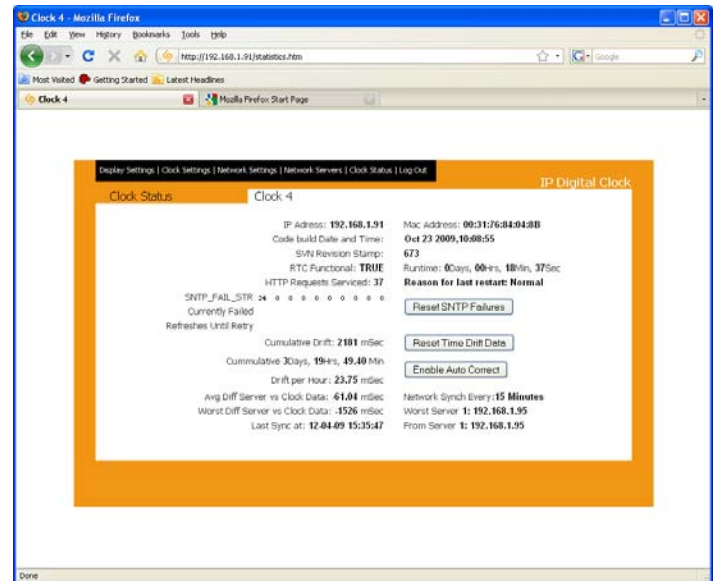 Clock 4 - Mozilla Firefox
File Edit View History Bookmarks Tools Help
http://192.168.1.91/statistics.htm
Google
Most Visited Getting Started Latest Headlines
Clock 4 Mozilla Firefox Start Page
Display Settings | Clock Settings | Network Settings | Network Servers | Clock Status | Log Out
IP Digital Clock
Clock Status Clock 4
IP Adress: 192.168.1.91 Mac Address: 00:31:76:84:04:8B
Code build Date and Time: Oct 23 2009,10:08:55
SVN Revision Stamp: 673
RTC Functional: TRUE Runtime: 0Days, 00Hrs, 18Min, 37Sec
HTTP Requests Serviced: 37 Reason for last restart: Normal
SNTP_FAIL_STR 24 0 0 0 0 0 0 0 0 0 Reset SNTP Failures
Currently Failed
Refreshes Until Retry
Cumulative Drift: 2181 mSec Reset Time Drift Data
Cummulative 3Days, 19Hrs, 49.40 Min
Enable Auto Correct
Drift per Hour: 23.75 mSec
Avg Diff Server vs Clock Data: -61.04 mSec Network Synch Every:15 Minutes
Worst Diff Server vs Clock Data: -1526 mSec Worst Server 1: 192.168.1.95
Last Sync at: 12-04-09 15:35:47 From Server 1: 192.168.1.95
Done